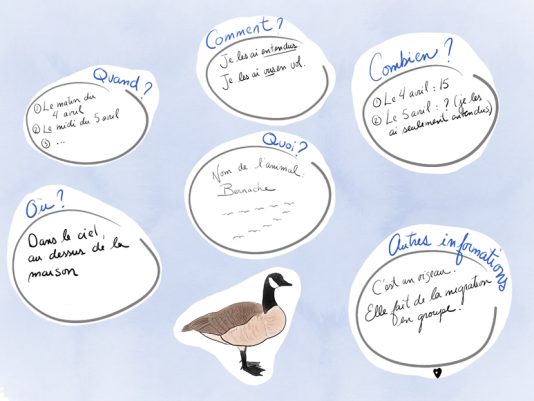 Comment ?
Je les ai entendus
Je les ai vus en vol.
Combien ?
① Le 4 avril : 15
② Le 5 avril : ? (je les
ai seulement entendus)
Quand ?
① Le matin du
4 avril
② Le midi du 5 avril
③ ...
Quoi ?
Nom de l'animal:
Bernache
Où ?
Dans le ciel,
au dessus de la
maison
Autres informations
C'est un oiseau.
Elle fait de la migration
en groupe.